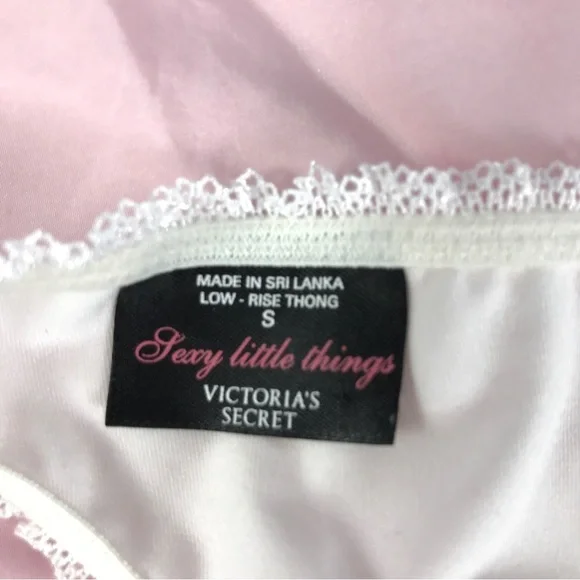 MADE IN SRI LANKA
LOW - RISE THONG
S
Sexy little things
VICTORIA'S
SECRET